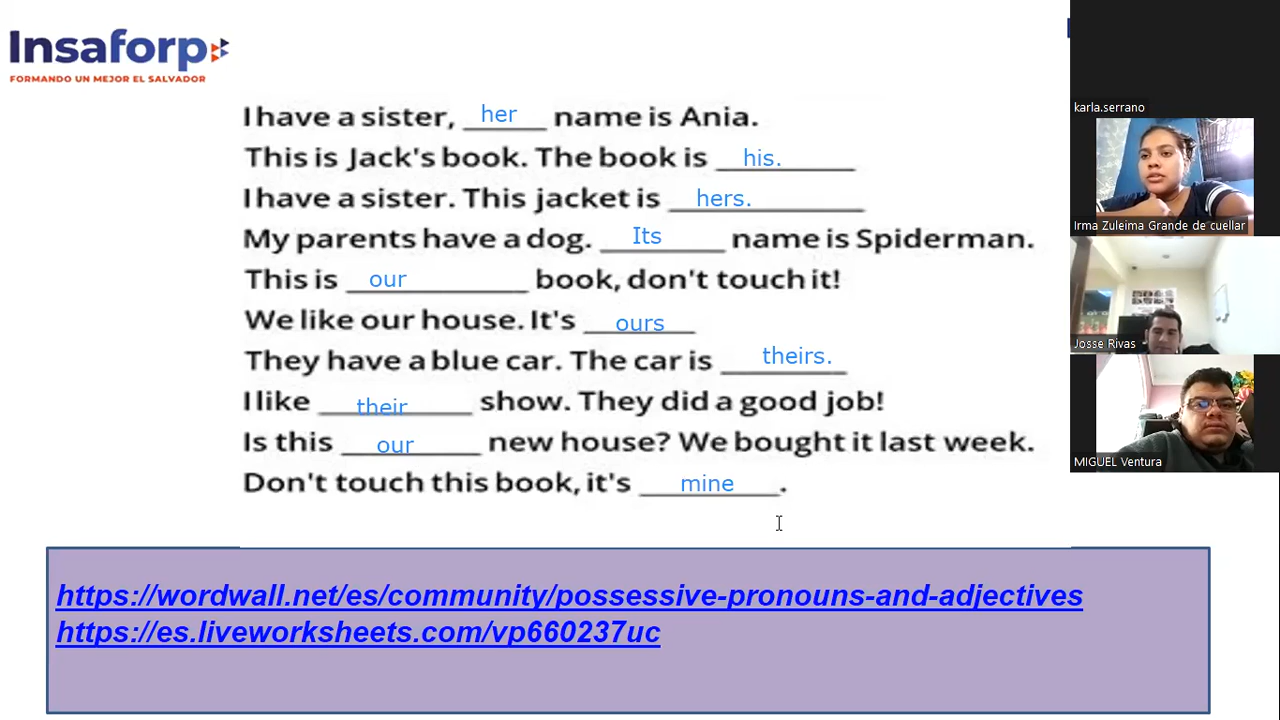 Insaforp
FORMANDO UN MEJOR EL SALVADOR
I have a sister, her name is Ania.
This is Jack's book. The book is his.
I have a sister. This jacket is hers.
My parents have a dog. Its name is Spiderman.
This is our book, don't touch it!
We like our house. It's ours
They have a blue car. The car is theirs.
I like their show. They did a good job!
Is this our new house? We bought it last week.
Don't touch this book, it's mine.
https://wordwall.net/es/community/possessive-pronouns-and-adjectives
https://es.liveworksheets.com/vp660237uc
karla.serrano
Irma Zuleima Grande de cuellar
Josse Rivas
MIGUEL Ventura